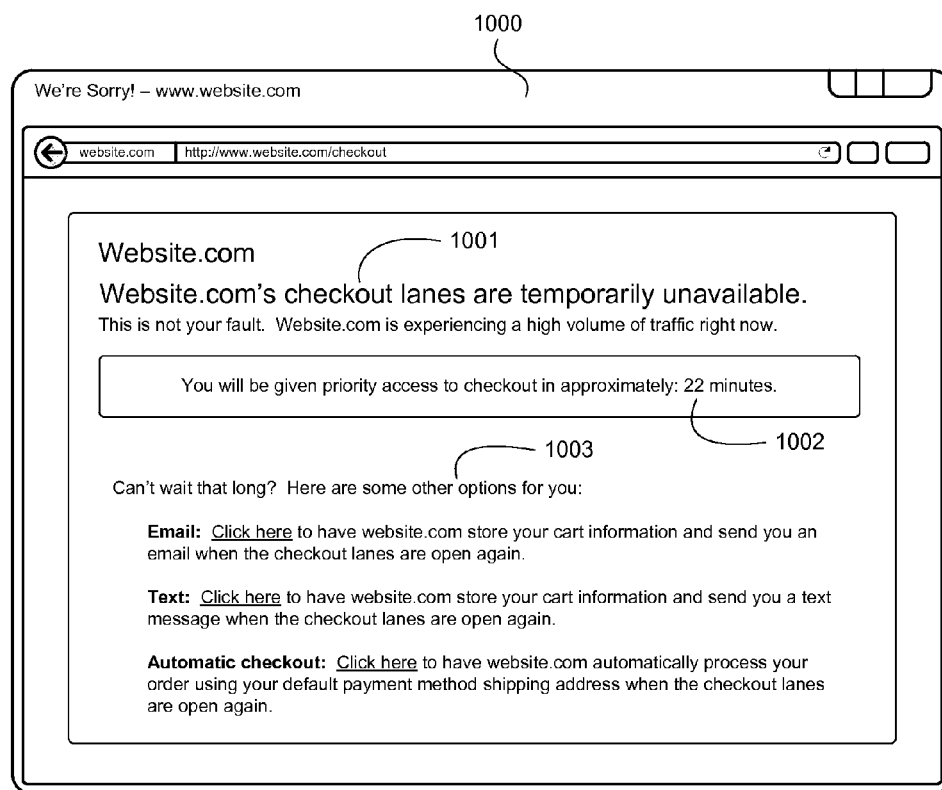 1000
We're Sorry! – www.website.com
website.com http://www.website.com/checkout
1001
Website.com
Website.com's checkout lanes are temporarily unavailable.
This is not your fault. Website.com is experiencing a high volume of traffic right now.
You will be given priority access to checkout in approximately: 22 minutes.
1002
1003
Can't wait that long? Here are some other options for you:
Email: Click here to have website.com store your cart information and send you an
email when the checkout lanes are open again.
Text: Click here to have website.com store your cart information and send you a text
message when the checkout lanes are open again.
Automatic checkout: Click here to have website.com automatically process your
order using your default payment method shipping address when the checkout lanes
are open again.